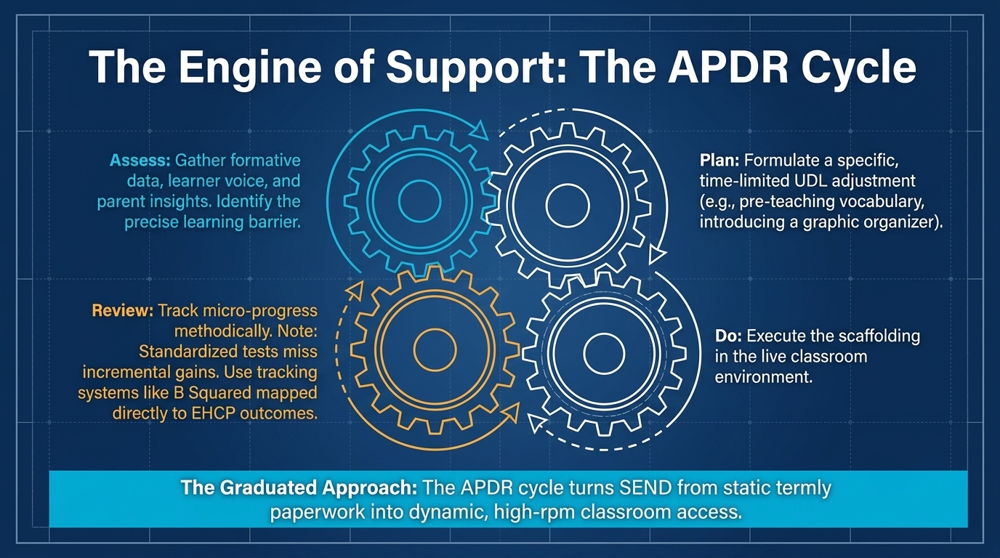 The Engine of Support: The APDR Cycle
Assess: Gather formative
data, learner voice, and
parent insights. Identify the
precise learning barrier.
Plan: Formulate a specific,
time-limited UDL adjustment
(e.g., pre-teaching vocabulary,
introducing a graphic organizer).
Review: Track micro-progress
methodically. Note:
Standardized tests miss
incremental gains. Use tracking
systems like B Squared mapped
directly to EHCP outcomes.
Do: Execute the scaffolding
in the live classroom
environment.
The Graduated Approach: The APDR cycle turns SEND from static termly
paperwork into dynamic, high-rpm classroom access.